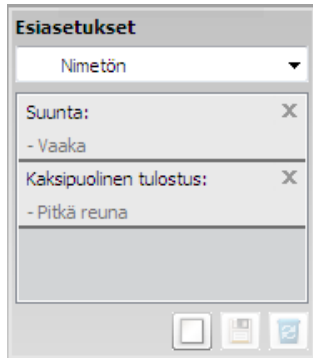 Esiasetukset
Nimetön
Suunta:
- Vaaka
Kaksipuolinen tulostus:
- Pitkä reuna